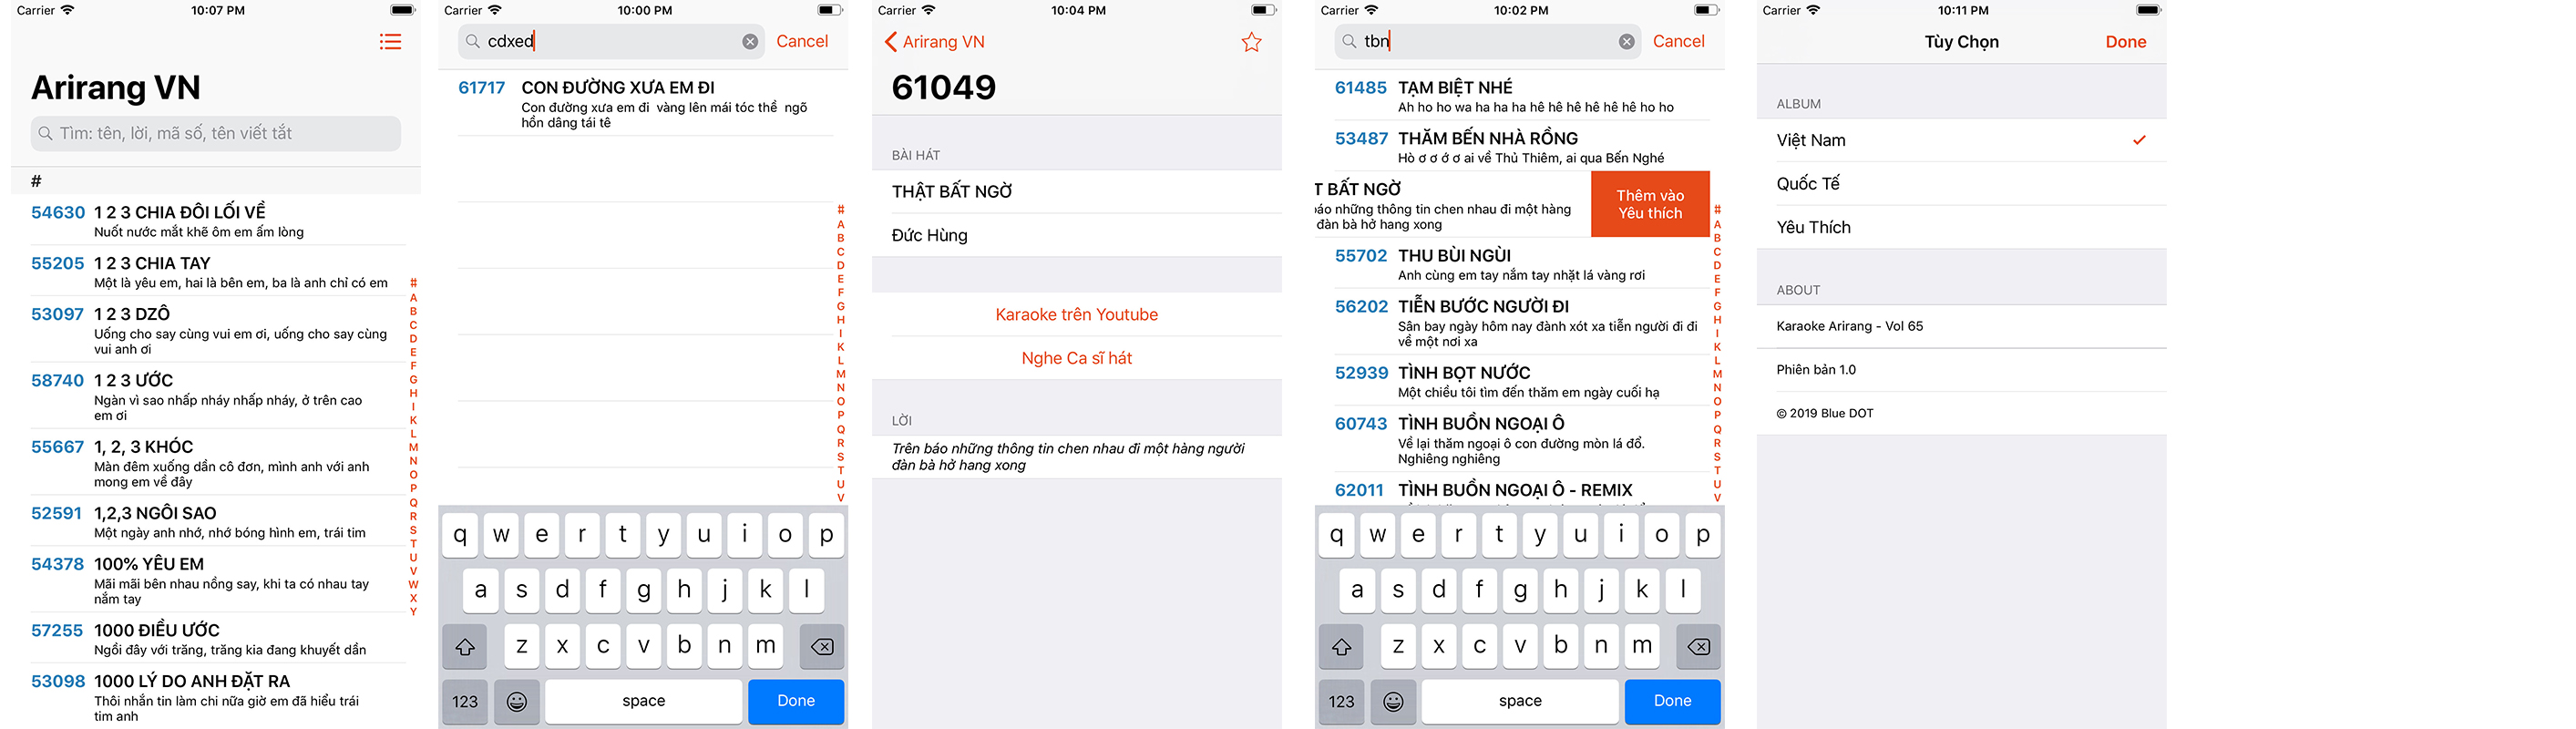 Carrier 10:07 PM
Arirang VN
Tìm: tên, lời, mã số, tên viết tắt
#
54630 1 2 3 CHIA ĐÔI LỐI VỀ
Nuốt nước mắt khẽ ôm em ấm lòng
55205 1 2 3 CHIA TAY
Một là yêu em, hai là bên em, ba là anh chỉ có em
53097 1 2 3 DZÔ
Uống cho say cùng vui em ơi, uống cho say cùng
vui anh ơi
58740 1 2 3 ƯỚC
Ngàn vì sao nhấp nháy nhấp nháy, ở trên cao
em ơi
55667 1, 2, 3 KHÓC
Màn đêm xuống dần cô đơn, mình anh với anh
mong em về đây
52591 1,2,3 NGÔI SAO
Một ngày anh nhớ, nhớ bóng hình em, trái tim
54378 100% YÊU EM
Mãi mãi bên nhau nồng say, khi ta có nhau tay
nắm tay
57255 1000 ĐIỀU ƯỚC
Ngồi đây với trăng, trăng kia đang khuyết dần
53098 1000 LÝ DO ANH ĐẶT RA
Thôi nhắn tin làm chi nữa giờ em đã hiểu trái
tim anh
#
A
B
C
D
E
F
G
H
I
K
L
M
N
O
P
Q
R
S
T
U
V
W
X
Y
Carrier 10:00 PM
cdxed Cancel
61717 CON ĐƯỜNG XƯA EM ĐI
Con đường xưa em đi vàng lên mái tóc thề ngõ
hồn dâng tái tê
#
A
B
C
D
E
F
G
H
I
K
L
M
N
O
P
Q
R
S
T
U
V
q w e r t y u i o p
a s d f g h j k l
z x c v b n m
123 space Done
Carrier 10:04 PM
Arirang VN
61049
BÀI HÁT
THẬT BẤT NGỜ
Đức Hùng
Karaoke trên Youtube
Nghe Ca sĩ hát
LỜI
Trên báo những thông tin chen nhau đi một hàng người
đàn bà hở hang xong
Carrier 10:02 PM
tbn Cancel
61485 TẠM BIỆT NHÉ
Ah ho ho wa ha ha ha hê hê hê hê hê hê ho ho
53487 THĂM BẾN NHÀ RỒNG
Hò ơ ơ ớ ơ ai về Thủ Thiêm, ai qua Bến Nghé
T BẤT NGỜ
báo những thông tin chen nhau đi một hàng
đàn bà hở hang xong
Thêm vào
Yêu thích
55702 THU BÙI NGÙI
Anh cùng em tay nắm tay nhặt lá vàng rơi
56202 TIỄN BƯỚC NGƯỜI ĐI
Sân bay ngày hôm nay đành xót xa tiễn người đi đi
về một nơi xa
52939 TÌNH BỌT NƯỚC
Một chiều tôi tìm đến thăm em ngày cuối hạ
60743 TÌNH BUỒN NGOẠI Ô
Về lại thăm ngoại ô con đường mòn lá đổ.
Nghiêng nghiêng
62011 TÌNH BUỒN NGOẠI Ô - REMIX
#
A
B
C
D
E
F
G
H
I
K
L
M
N
O
P
Q
R
S
T
U
V
q w e r t y u i o p
a s d f g h j k l
z x c v b n m
123 space Done
Carrier 10:11 PM
Tùy Chọn Done
ALBUM
Việt Nam
Quốc Tế
Yêu Thích
ABOUT
Karaoke Arirang - Vol 65
Phiên bản 1.0
© 2019 Blue DOT